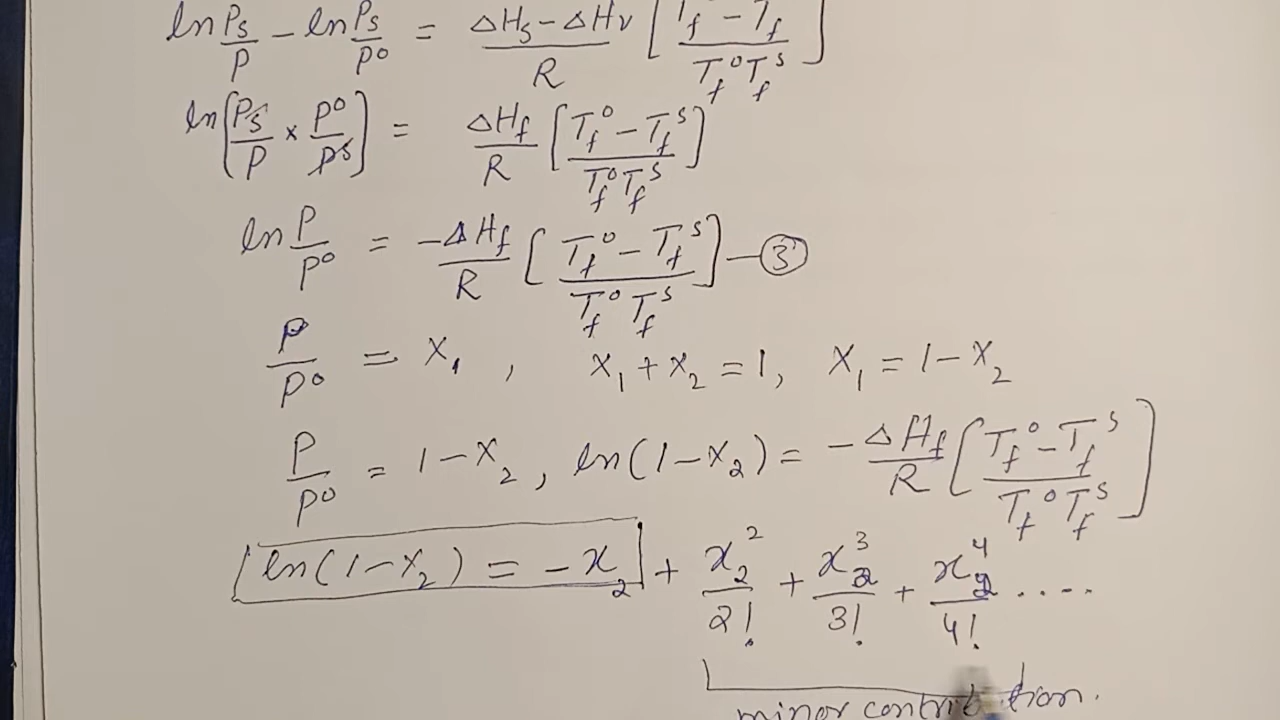 ln Ps/P − ln Ps/P° = ΔHs − ΔHv / R [ Tf° − Tf / Tf° Tf^s ]
ln [ Ps/P × P°/Ps ] = ΔHf/R [ Tf° − Tf^s / Tf° Tf^s ]
ln P/P° = −ΔHf/R [ Tf° − Tf^s / Tf° Tf^s ] — ③
P/P° = X₁ , X₁ + X₂ = 1, X₁ = 1 − X₂
P/P° = 1 − X₂ , ln(1 − X₂) = −ΔHf/R [ Tf° − Tf^s / Tf° Tf^s ]
ln(1 − X₂) = −x₂ + x₂²/2! + x₂³/3! + x₂⁴/4! ....
minor contribution.